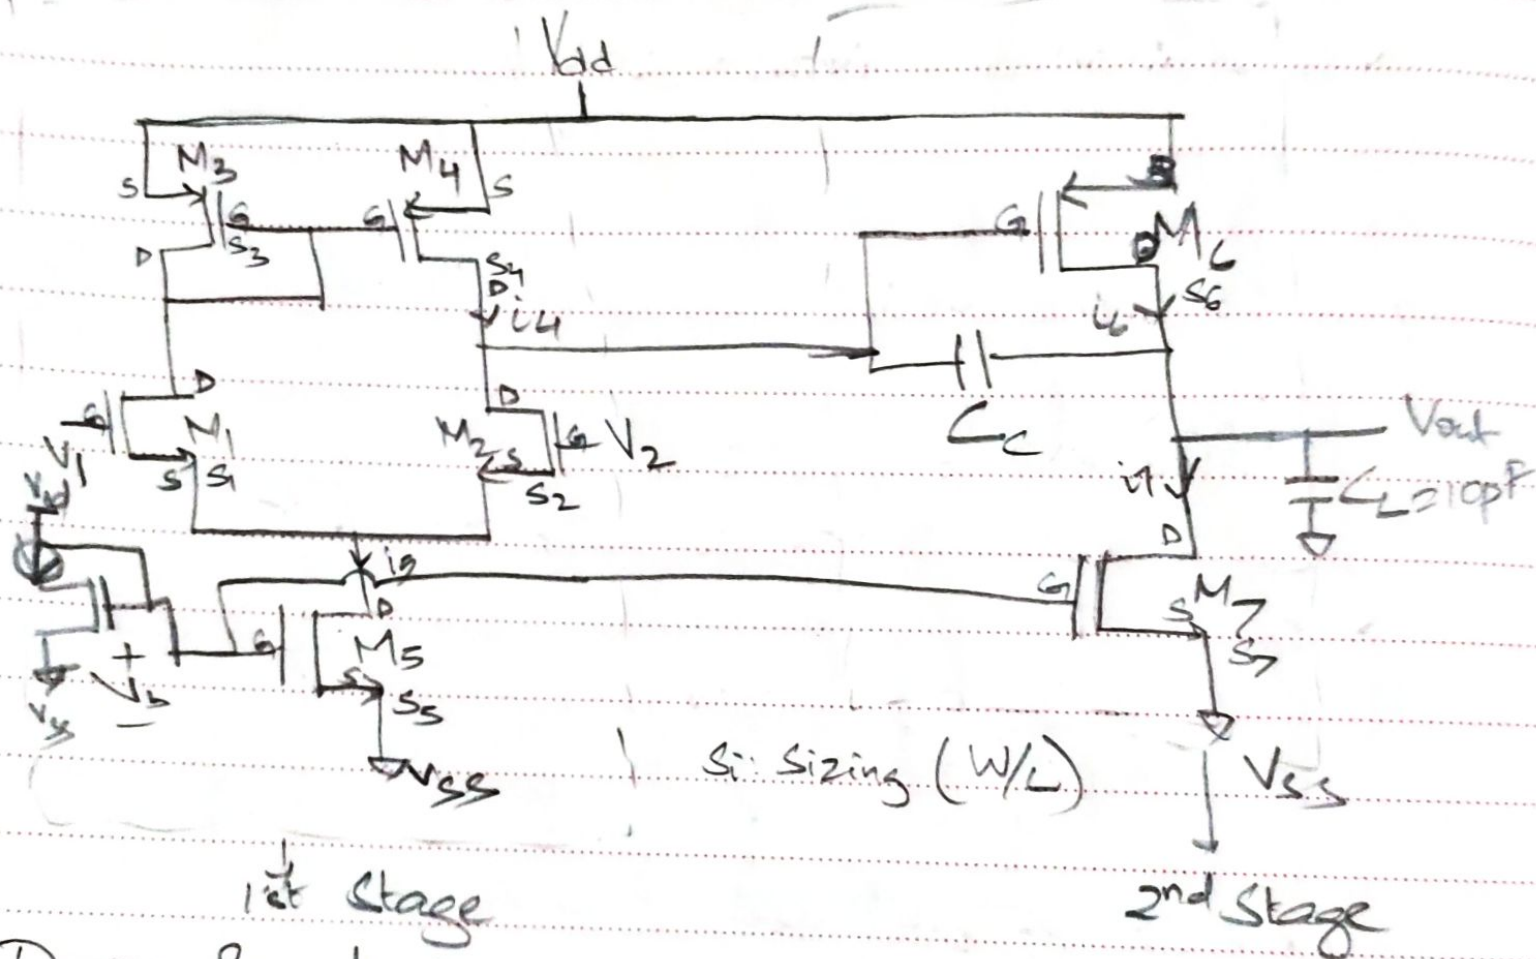 Vdd
M3
M4
S
S
G
S3
G
D
S4
D
i4
G
M6
S6
i6
D
G
M1
V1
S
S1
D
M2
G
V2
S
S2
Cc
Vout
CL=10pF
i7
D
G
M7
S
S7
Vdd
i5
D
G
M5
S
S5
+
Vb
-
Vss
VSS
Si: Sizing (W/L)
VSS
1st Stage
2nd Stage